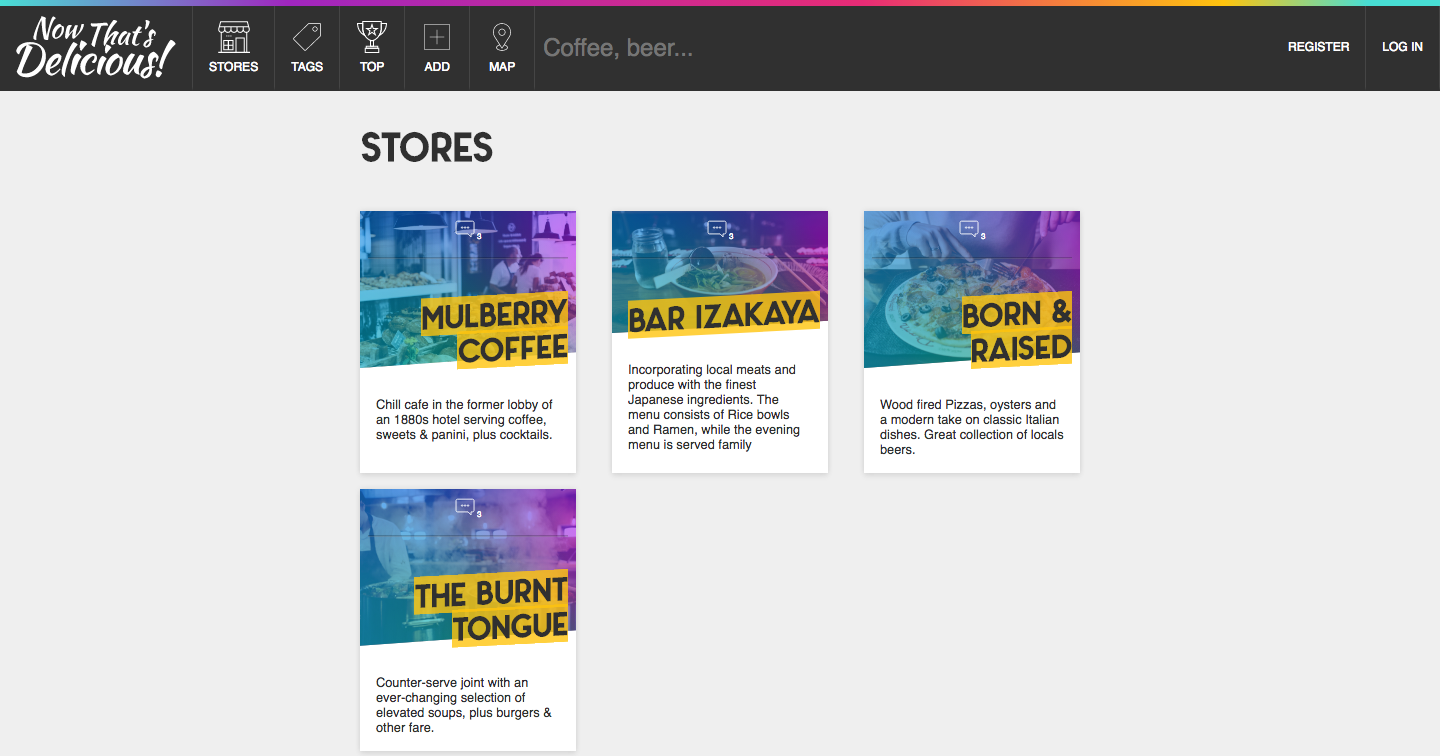 Now That's
Delicious!
STORES
TAGS
TOP
ADD
MAP
Coffee, beer...
REGISTER
LOG IN
STORES
3
MULBERRY
COFFEE
Chill cafe in the former lobby of
an 1880s hotel serving coffee,
sweets & panini, plus cocktails.
3
BAR IZAKAYA
Incorporating local meats and
produce with the finest
Japanese ingredients. The
menu consists of Rice bowls
and Ramen, while the evening
menu is served family
3
BORN &
RAISED
Wood fired Pizzas, oysters and
a modern take on classic Italian
dishes. Great collection of locals
beers.
3
THE BURNT
TONGUE
Counter-serve joint with an
ever-changing selection of
elevated soups, plus burgers &
other fare.